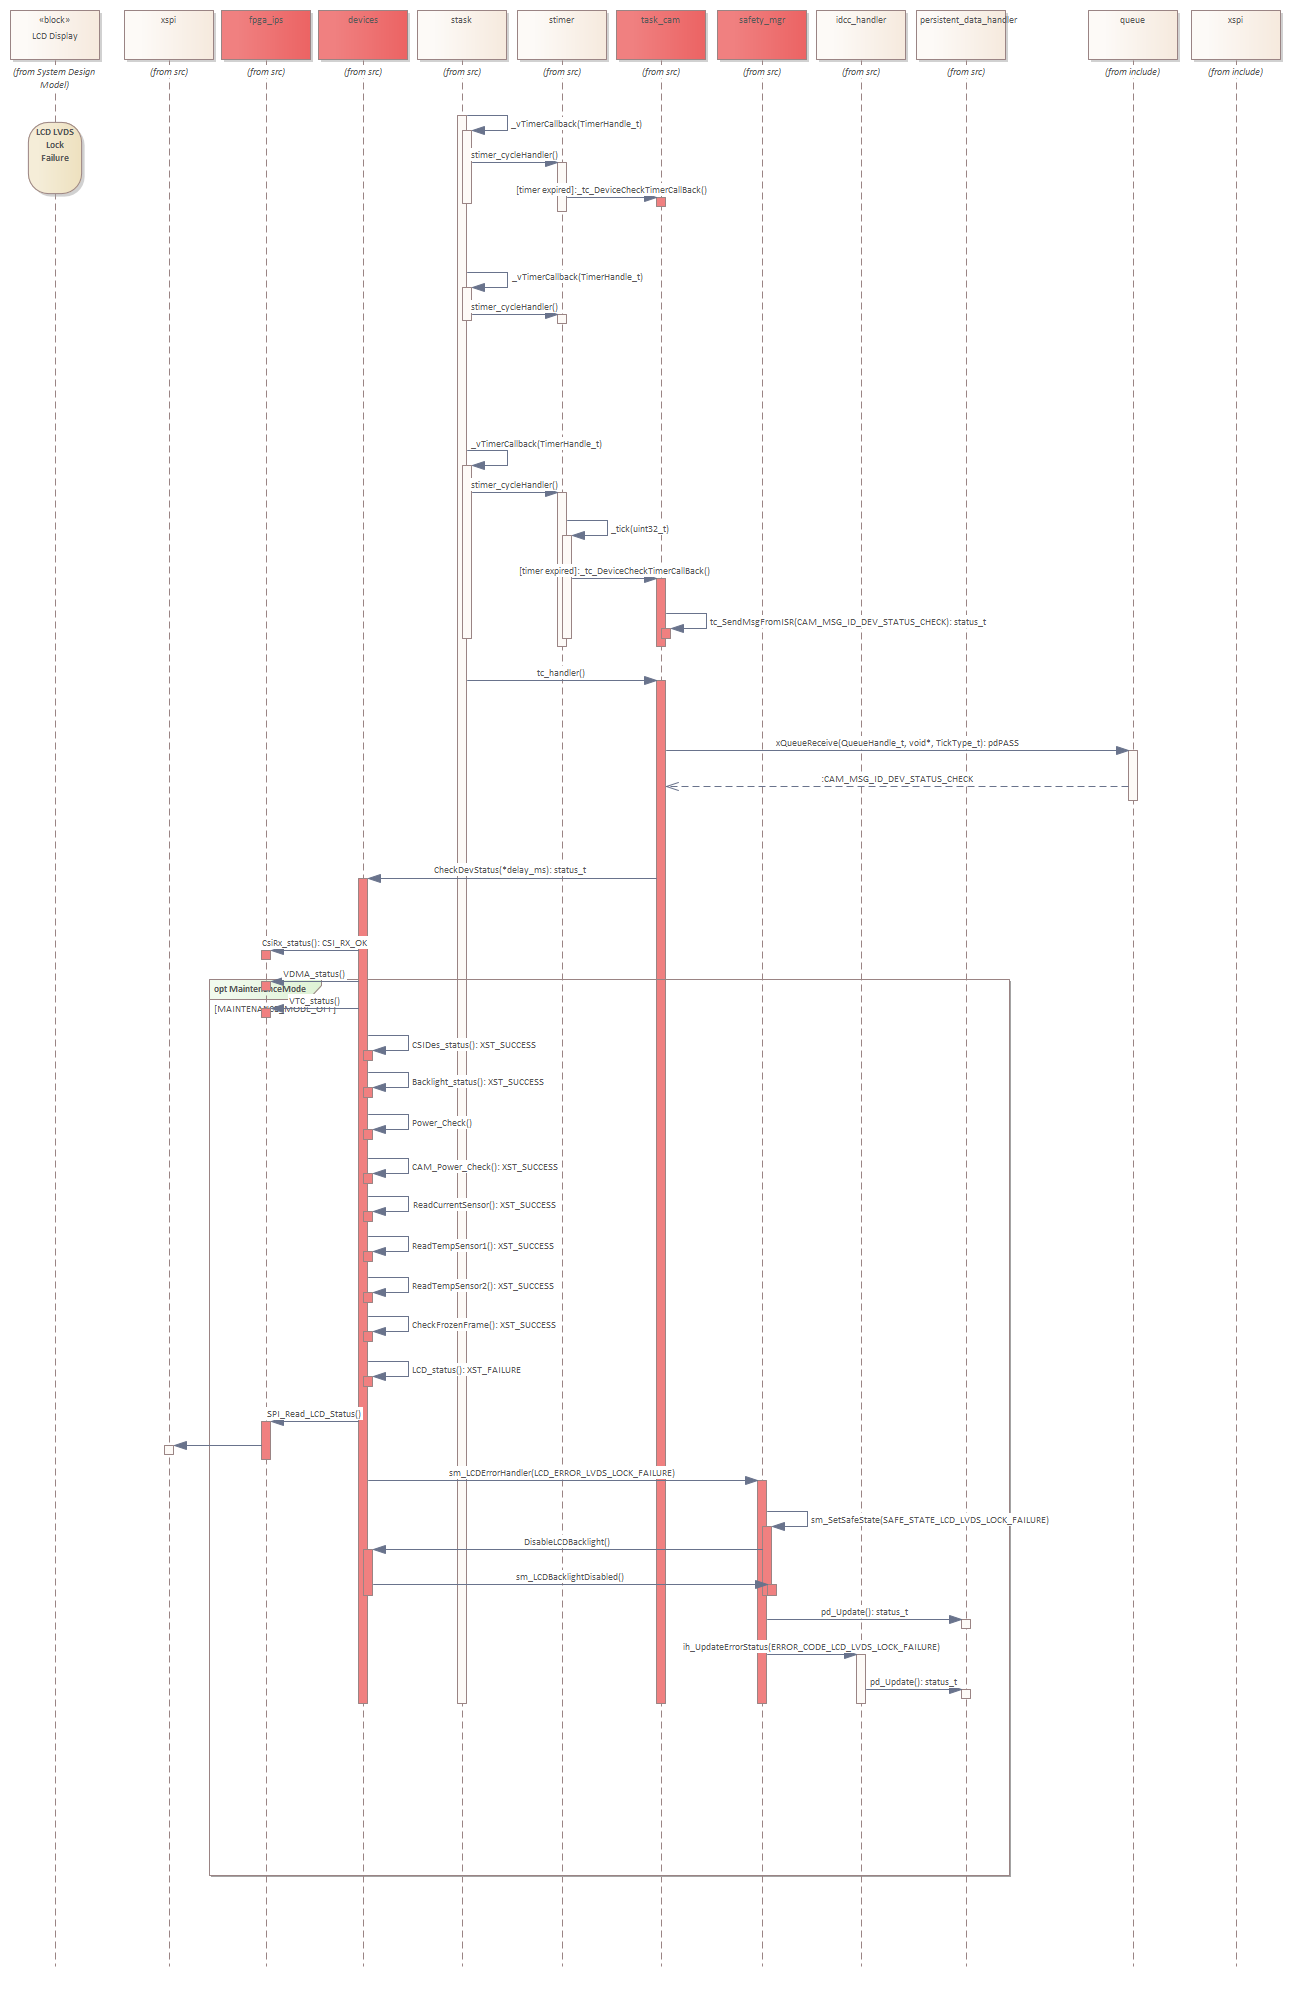 «block»
LCD Display
xspi
fpga_ips
devices
stask
stimer
task_cam
safety_mgr
idcc_handler
persistent_data_handler
queue
xspi
(from System Design
Model)
(from src)
(from src)
(from src)
(from src)
(from src)
(from src)
(from src)
(from src)
(from src)
(from include)
(from include)
LCD LVDS
Lock
Failure
_vTimerCallback(TimerHandle_t)
stimer_cycleHandler()
[timer expired]:_tc_DeviceCheckTimerCallBack()
_vTimerCallback(TimerHandle_t)
stimer_cycleHandler()
_vTimerCallback(TimerHandle_t)
stimer_cycleHandler()
_tick(uint32_t)
[timer expired]:_tc_DeviceCheckTimerCallBack()
tc_SendMsgFromISR(CAM_MSG_ID_DEV_STATUS_CHECK): status_t
tc_handler()
xQueueReceive(QueueHandle_t, void*, TickType_t): pdPASS
:CAM_MSG_ID_DEV_STATUS_CHECK
CheckDevStatus(*delay_ms): status_t
CsiRx_status(): CSI_RX_OK
VDMA_status()
opt MaintenanceMode
VTC_status()
[MAINTENANCE_MODE_OFF]
CSIDes_status(): XST_SUCCESS
Backlight_status(): XST_SUCCESS
Power_Check()
CAM_Power_Check(): XST_SUCCESS
ReadCurrentSensor(): XST_SUCCESS
ReadTempSensor1(): XST_SUCCESS
ReadTempSensor2(): XST_SUCCESS
CheckFrozenFrame(): XST_SUCCESS
LCD_status(): XST_FAILURE
SPI_Read_LCD_Status()
sm_LCDErrorHandler(LCD_ERROR_LVDS_LOCK_FAILURE)
sm_SetSafeState(SAFE_STATE_LCD_LVDS_LOCK_FAILURE)
DisableLCDBacklight()
sm_LCDBacklightDisabled()
pd_Update(): status_t
ih_UpdateErrorStatus(ERROR_CODE_LCD_LVDS_LOCK_FAILURE)
pd_Update(): status_t